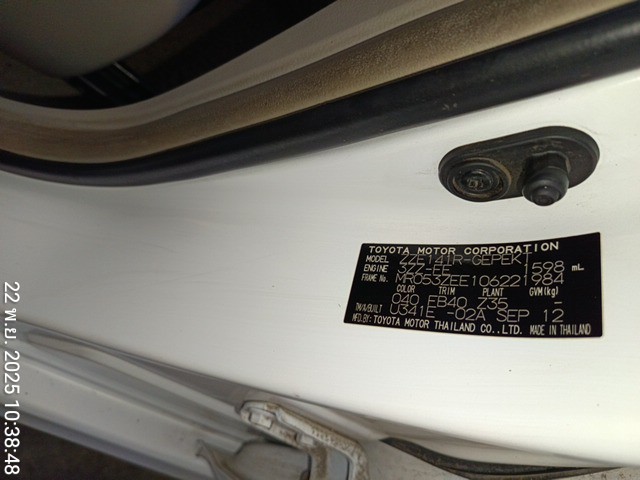 TOYOTA MOTOR CORPORATION
MODEL ZZE141R-GEPEKT
ENGINE 3ZZ-EE 1598 mL
FRAME No. MR053ZEE106221984
COLOR TRIM PLANT GVM(kg)
040 FB40 Z35 -
TM/A/BUILT U341E -02A SEP 12
MFD.BY: TOYOTA MOTOR THAILAND CO.,LTD. MADE IN THAILAND
22 พ.ย. 2025 10:38:48